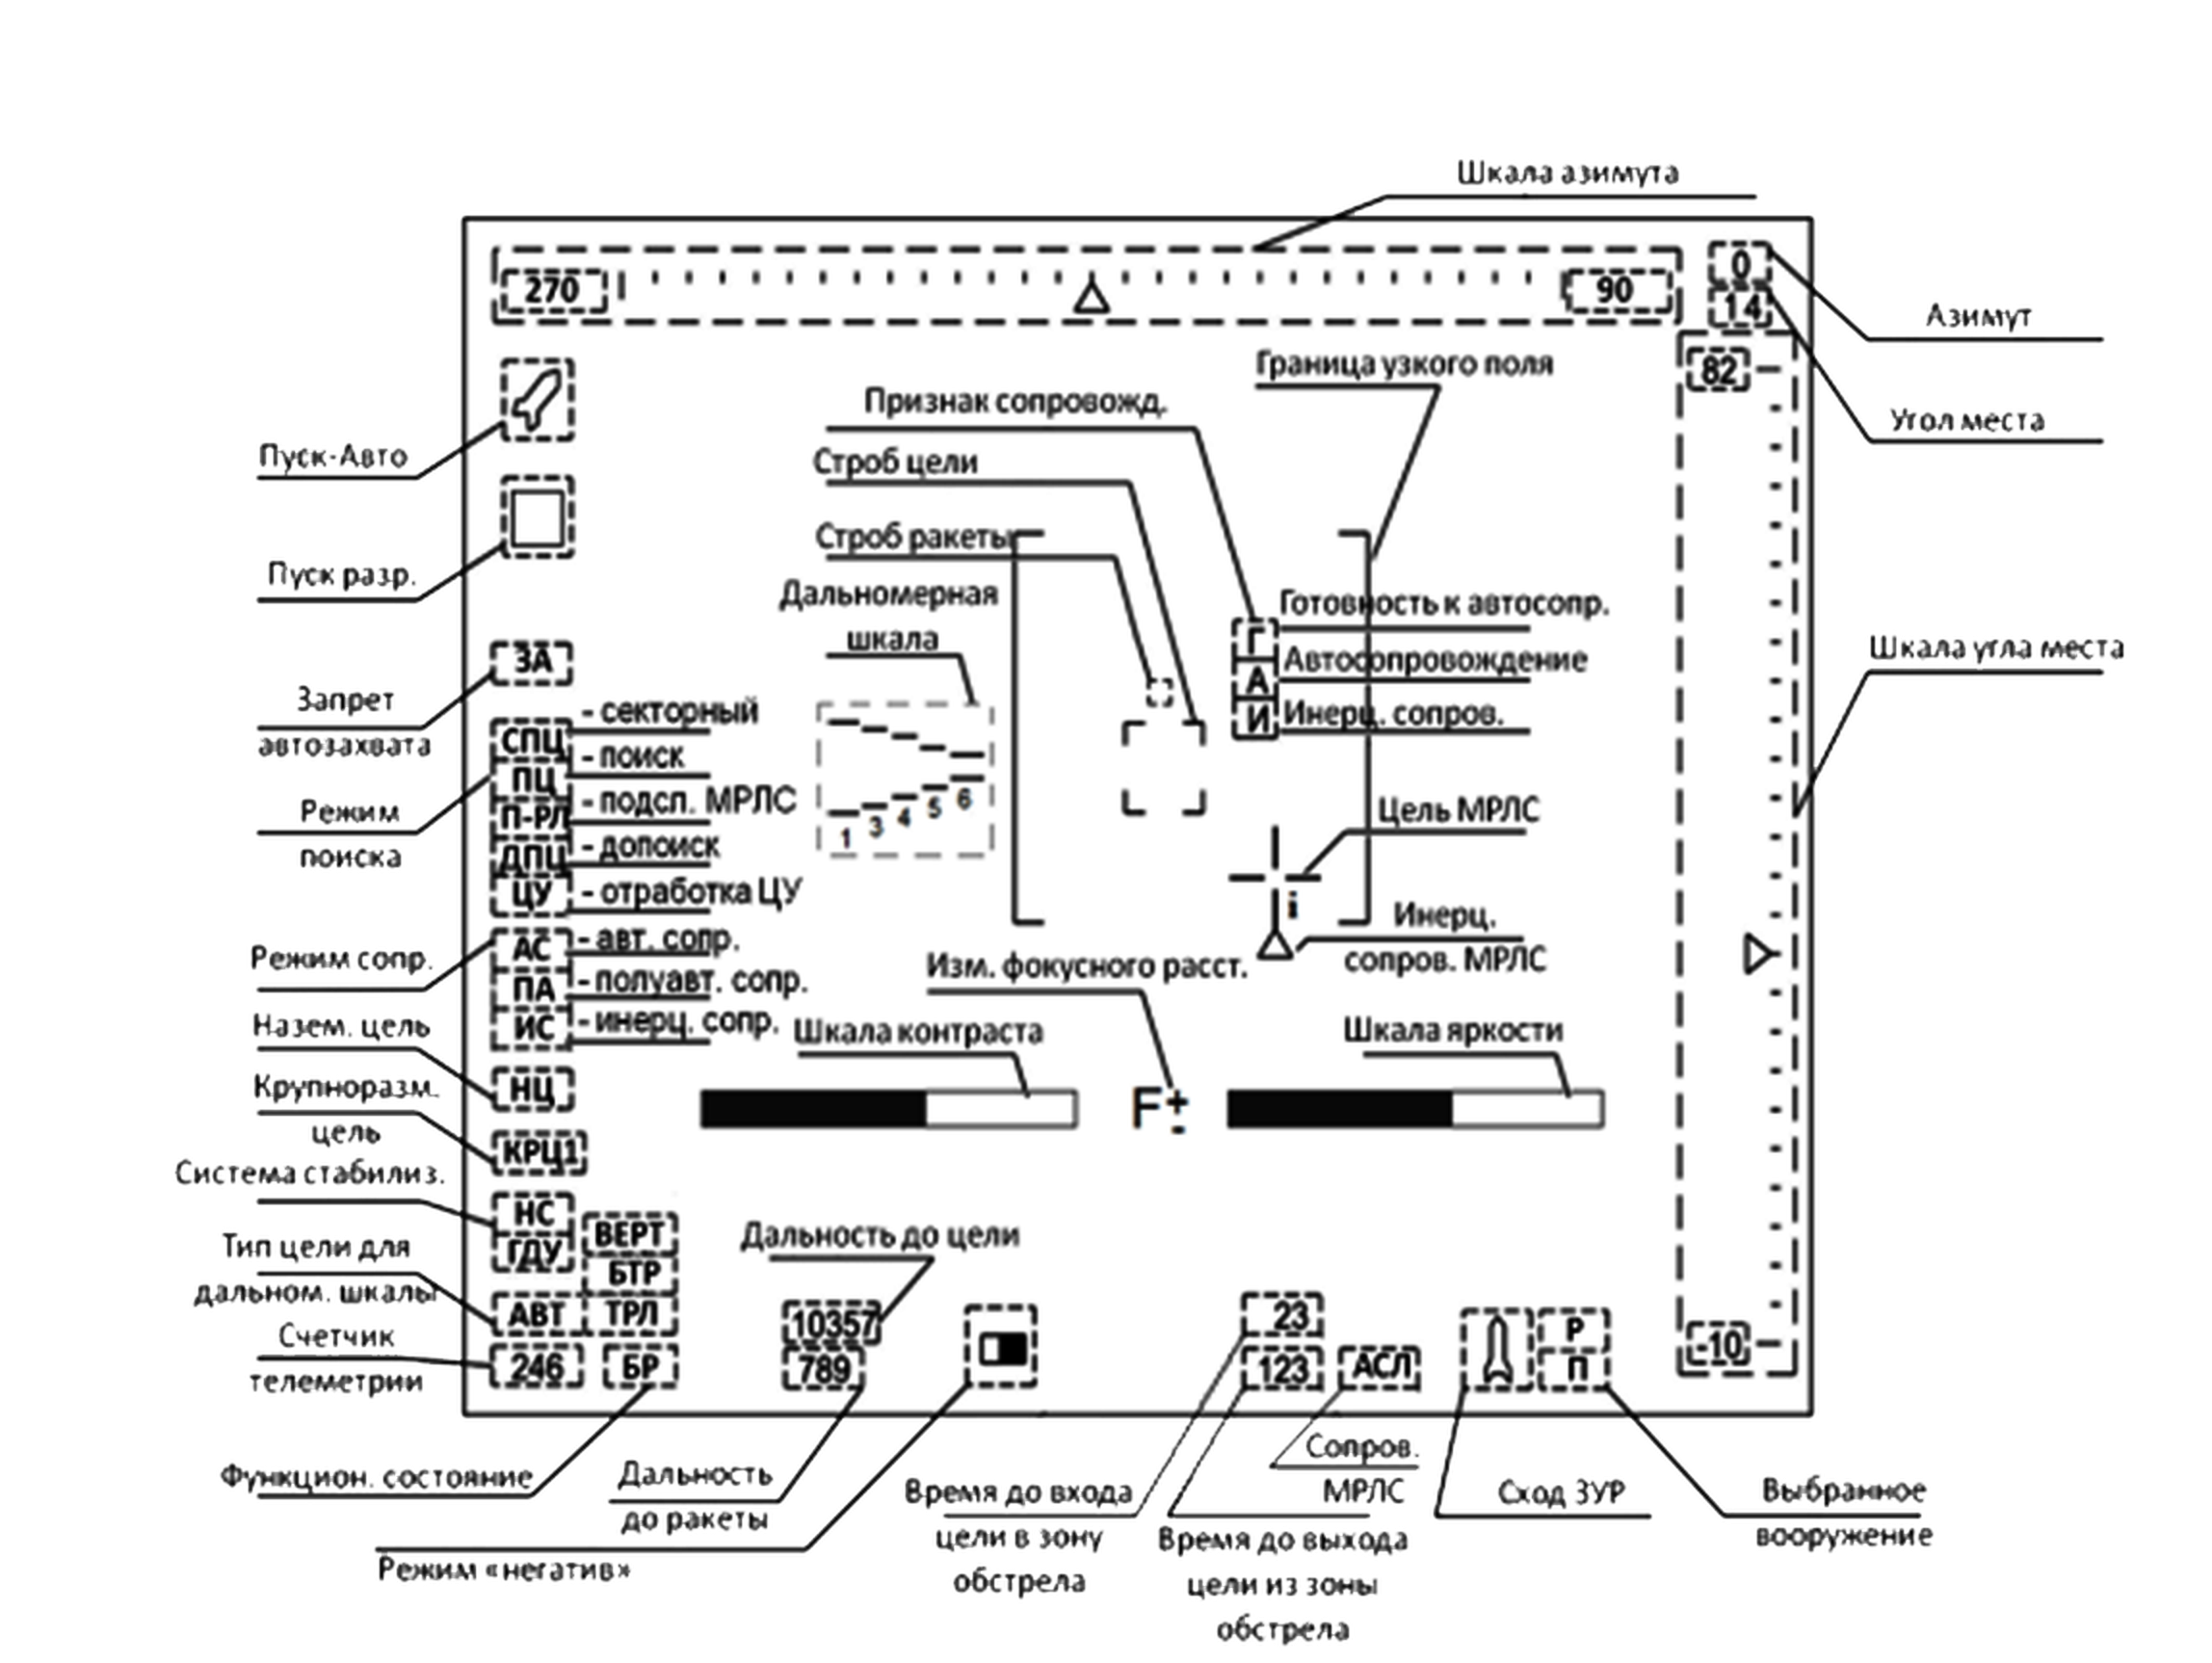 Шкала азимута
270
90
0
14
Азимут
82
Угол места
Граница узкого поля
Признак сопровожд.
Строб цели
Строб ракеты
Дальномерная
шкала
Пуск-Авто
Пуск разр.
Готовность к автосопр.
Г
Автосопровождение
А
Инерц. сопров.
И
Шкала угла места
ЗА
Запрет
автозахвата
СПЦ - секторный
ПЦ - поиск
П-РЛ - подсп. МРЛС
ДПЦ - допоиск
ЦУ - отработка ЦУ
Режим
поиска
1 3 4 5 6
Цель МРЛС
i
Инерц.
сопров. МРЛС
Режим сопр.
АС - авт. сопр.
ПА - полуавт. сопр.
ИС - инерц. сопр.
Изм. фокусного расст.
Шкала контраста
Шкала яркости
F+-
Назем. цель
НЦ
Крупноразм.
цель
КРЦ1
Система стабилиз.
НС
ГДУ
ВЕРТ
БТР
Тип цели для
дальном. шкалы
АВТ
ТРЛ
Счетчик
телеметрии
246
БР
Дальность до цели
10357
789
23
123
АСЛ
Р
П
-10
Функцион. состояние
Дальность
до ракеты
Режим «негатив»
Время до входа
цели в зону
обстрела
Сопров.
МРЛС
Время до выхода
цели из зоны
обстрела
Сход ЗУР
Выбранное
вооружение